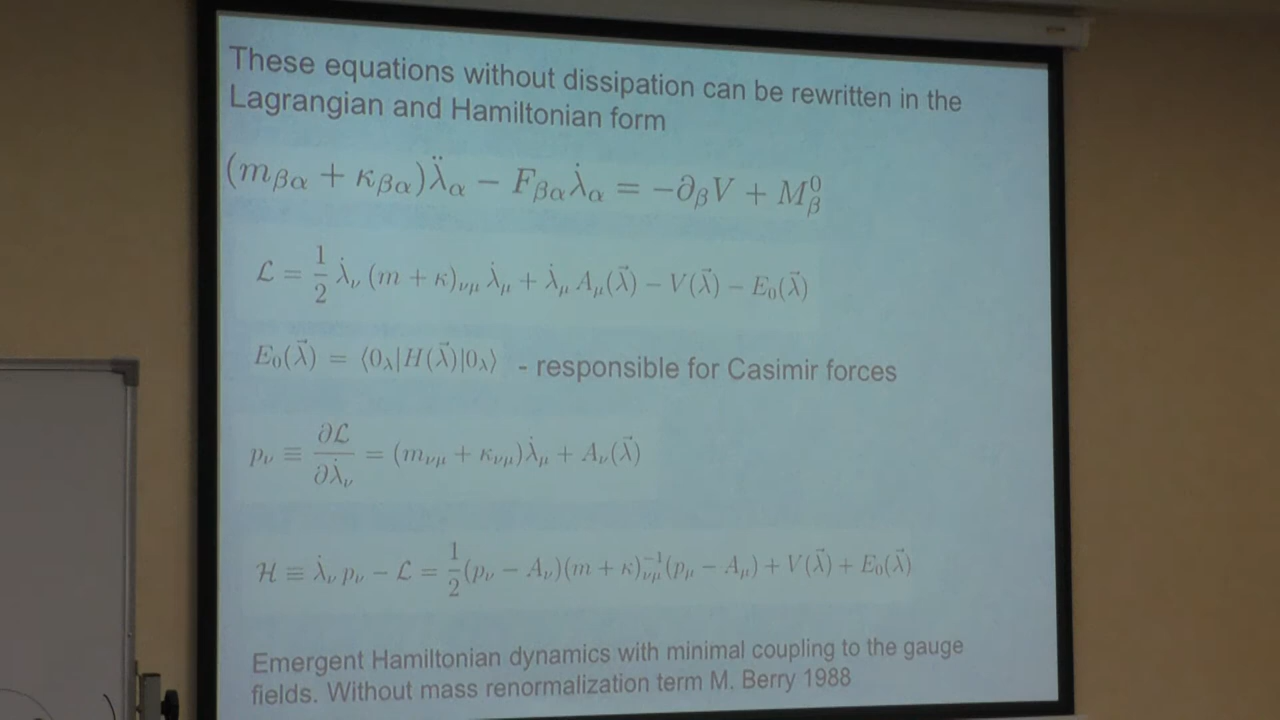 These equations without dissipation can be rewritten in the
Lagrangian and Hamiltonian form
(m_{βα} + κ_{βα})λ̈_α − F_{βα}λ̇_α = −∂_βV + M_β^0
ℒ = 1/2 λ̇_ν (m + κ)_{νμ} λ̇_μ + λ̇_μ A_μ(λ⃗) − V(λ⃗) − E_0(λ⃗)
E_0(λ⃗) = ⟨0_λ|H(λ⃗)|0_λ⟩ - responsible for Casimir forces
p_ν ≡ ∂ℒ/∂λ̇_ν = (m_{νμ} + κ_{νμ})λ̇_μ + A_ν(λ⃗)
ℋ ≡ λ̇_ν p_ν − ℒ = 1/2 (p_ν − A_ν)(m + κ)^{−1}_{νμ}(p_μ − A_μ) + V(λ⃗) + E_0(λ⃗)
Emergent Hamiltonian dynamics with minimal coupling to the gauge
fields. Without mass renormalization term M. Berry 1988